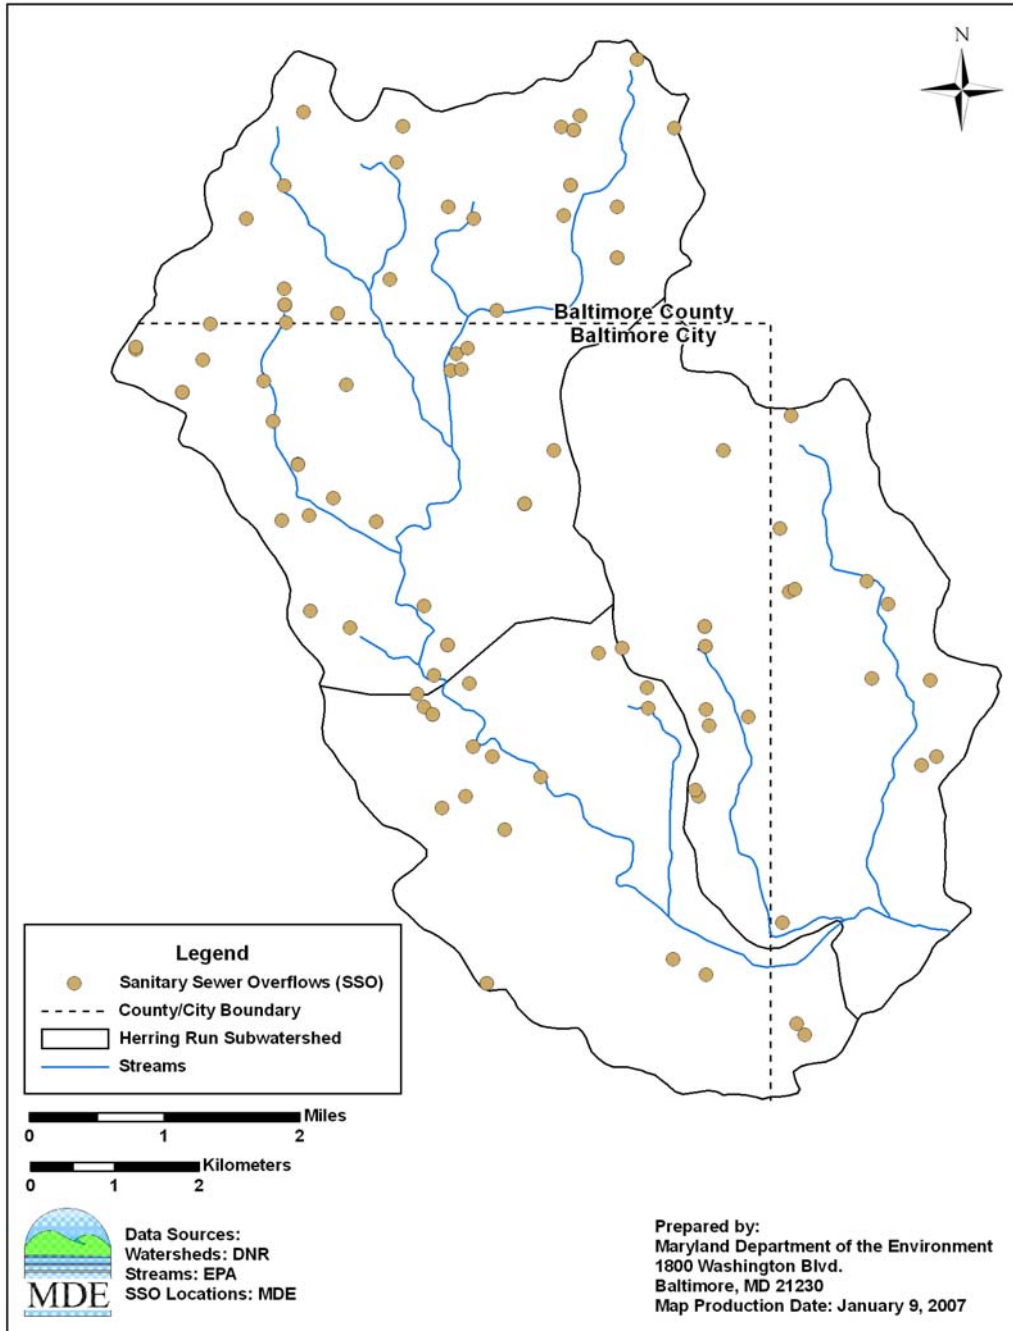 N
Baltimore County
Baltimore City
Legend
Sanitary Sewer Overflows (SSO)
County/City Boundary
Herring Run Subwatershed
Streams
Miles
0 1 2
Kilometers
0 1 2
MDE
Data Sources:
Watersheds: DNR
Streams: EPA
SSO Locations: MDE
Prepared by:
Maryland Department of the Environment
1800 Washington Blvd.
Baltimore, MD 21230
Map Production Date: January 9, 2007